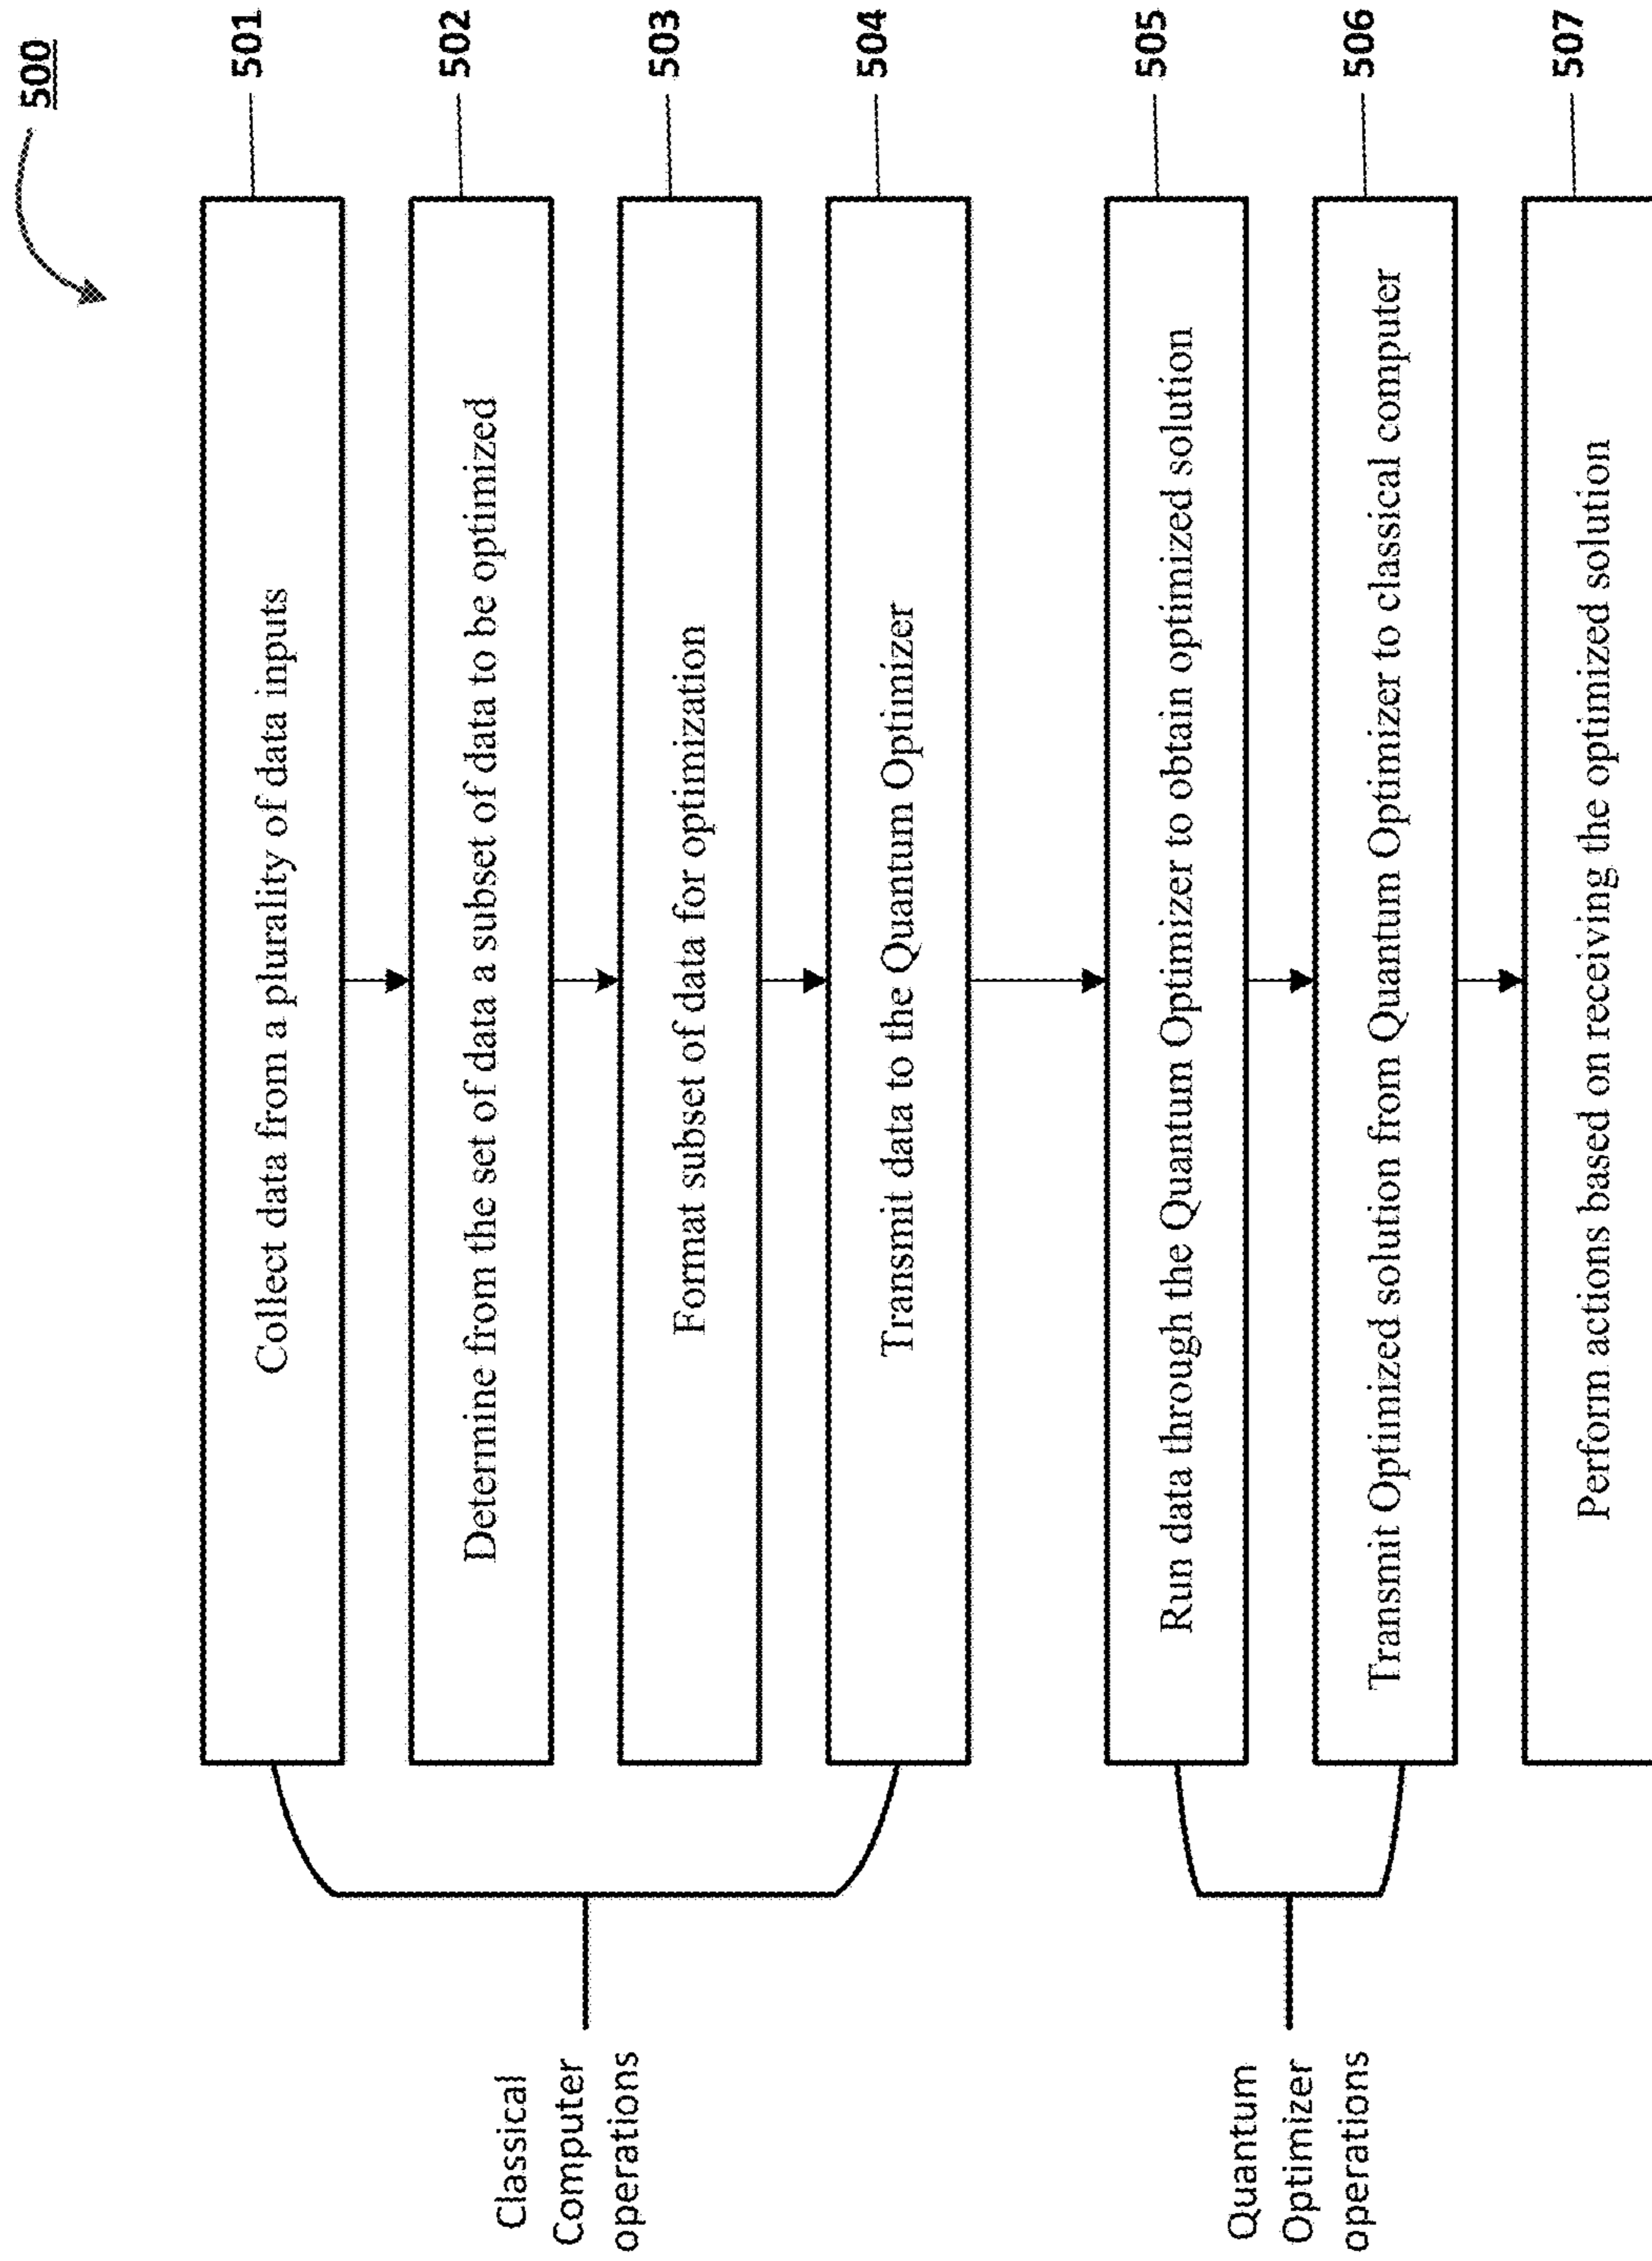 500
Collect data from a plurality of data inputs
501
Determine from the set of data a subset of data to be optimized
502
Format subset of data for optimization
503
Transmit data to the Quantum Optimizer
504
Classical
Computer
operations
Run data through the Quantum Optimizer to obtain optimized solution
505
Transmit Optimized solution from Quantum Optimizer to classical computer
506
Quantum
Optimizer
operations
Perform actions based on receiving the optimized solution
507